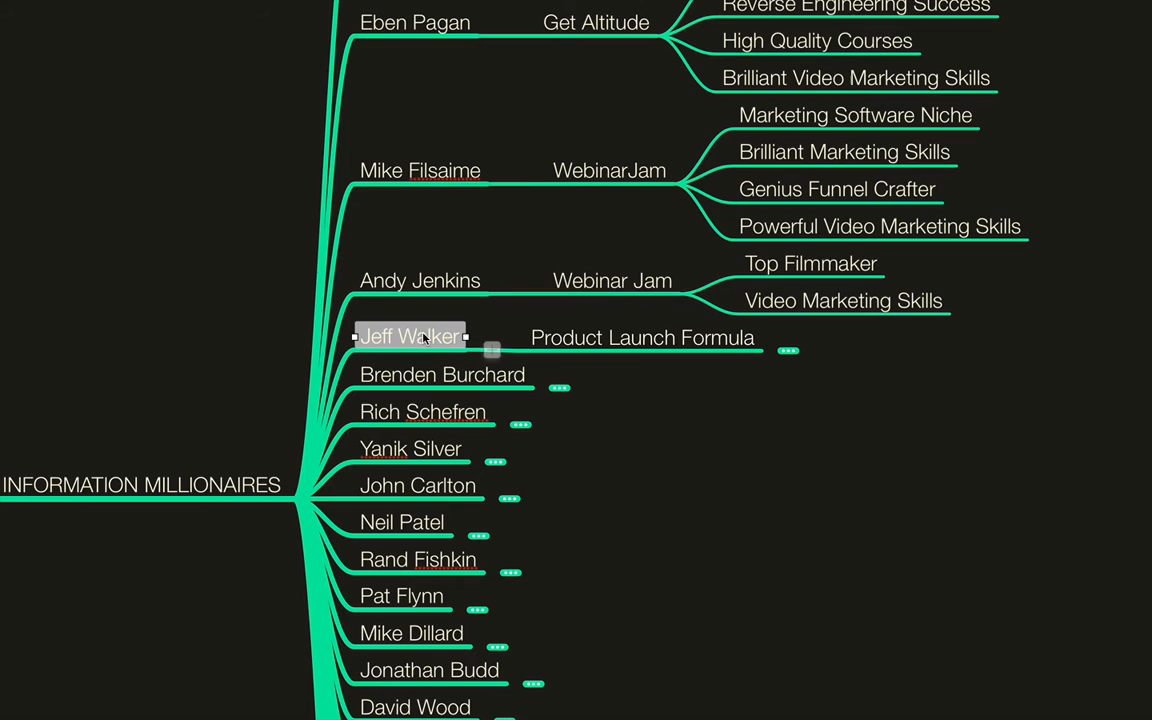 Reverse Engineering Success
Eben Pagan
Get Altitude
High Quality Courses
Brilliant Video Marketing Skills
Marketing Software Niche
Brilliant Marketing Skills
Mike Filsaime
WebinarJam
Genius Funnel Crafter
Powerful Video Marketing Skills
Top Filmmaker
Andy Jenkins
Webinar Jam
Video Marketing Skills
Jeff Walker
Product Launch Formula
Brenden Burchard
Rich Schefren
Yanik Silver
INFORMATION MILLIONAIRES
John Carlton
Neil Patel
Rand Fishkin
Pat Flynn
Mike Dillard
Jonathan Budd
David Wood